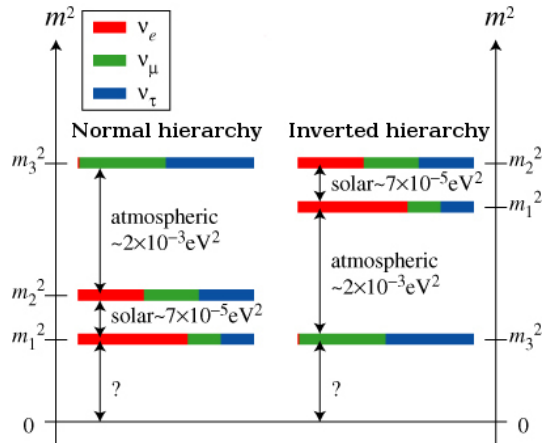 m²
ν_e
ν_μ
ν_τ
m²
Normal hierarchy
Inverted hierarchy
m₃²
m₂²
solar~7×10⁻⁵eV²
m₁²
atmospheric
~2×10⁻³eV²
atmospheric
~2×10⁻³eV²
m₂²
solar~7×10⁻⁵eV²
m₁²
m₃²
?
?
0
0